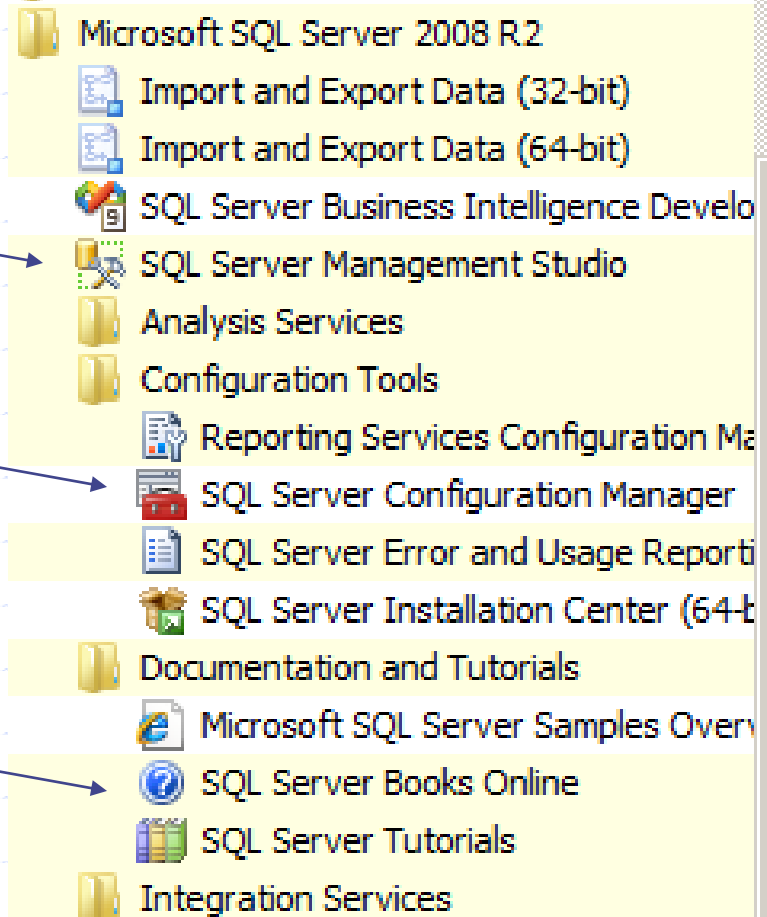 Microsoft SQL Server 2008 R2
Import and Export Data (32-bit)
Import and Export Data (64-bit)
SQL Server Business Intelligence Develo
SQL Server Management Studio
Analysis Services
Configuration Tools
Reporting Services Configuration Ma
SQL Server Configuration Manager
SQL Server Error and Usage Reporti
SQL Server Installation Center (64-b
Documentation and Tutorials
Microsoft SQL Server Samples Overv
SQL Server Books Online
SQL Server Tutorials
Integration Services